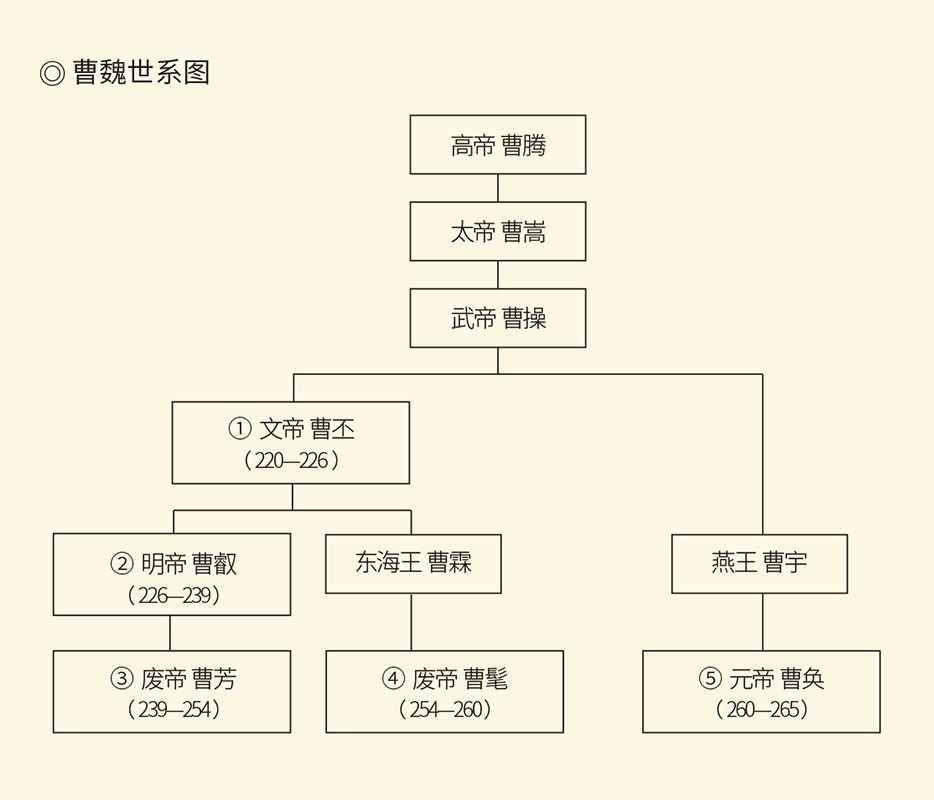 ◎ 曹魏世系图
高帝 曹腾
太帝 曹嵩
武帝 曹操
① 文帝 曹丕
（220—226）
② 明帝 曹叡
（226—239）
东海王 曹霖
燕王 曹宇
③ 废帝 曹芳
（239—254）
④ 废帝 曹髦
（254—260）
⑤ 元帝 曹奂
（260—265）